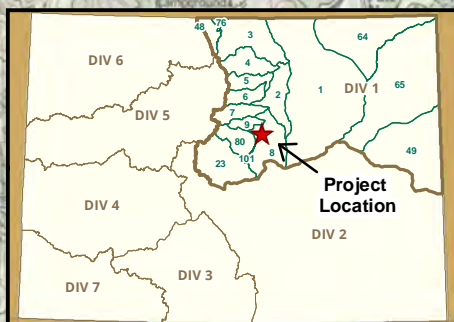 48
76
3
64
DIV 6
4
5
65
DIV 1
1
2
6
DIV 5
7
9
80
8
49
23
101
Project
Location
DIV 4
DIV 2
DIV 3
DIV 7